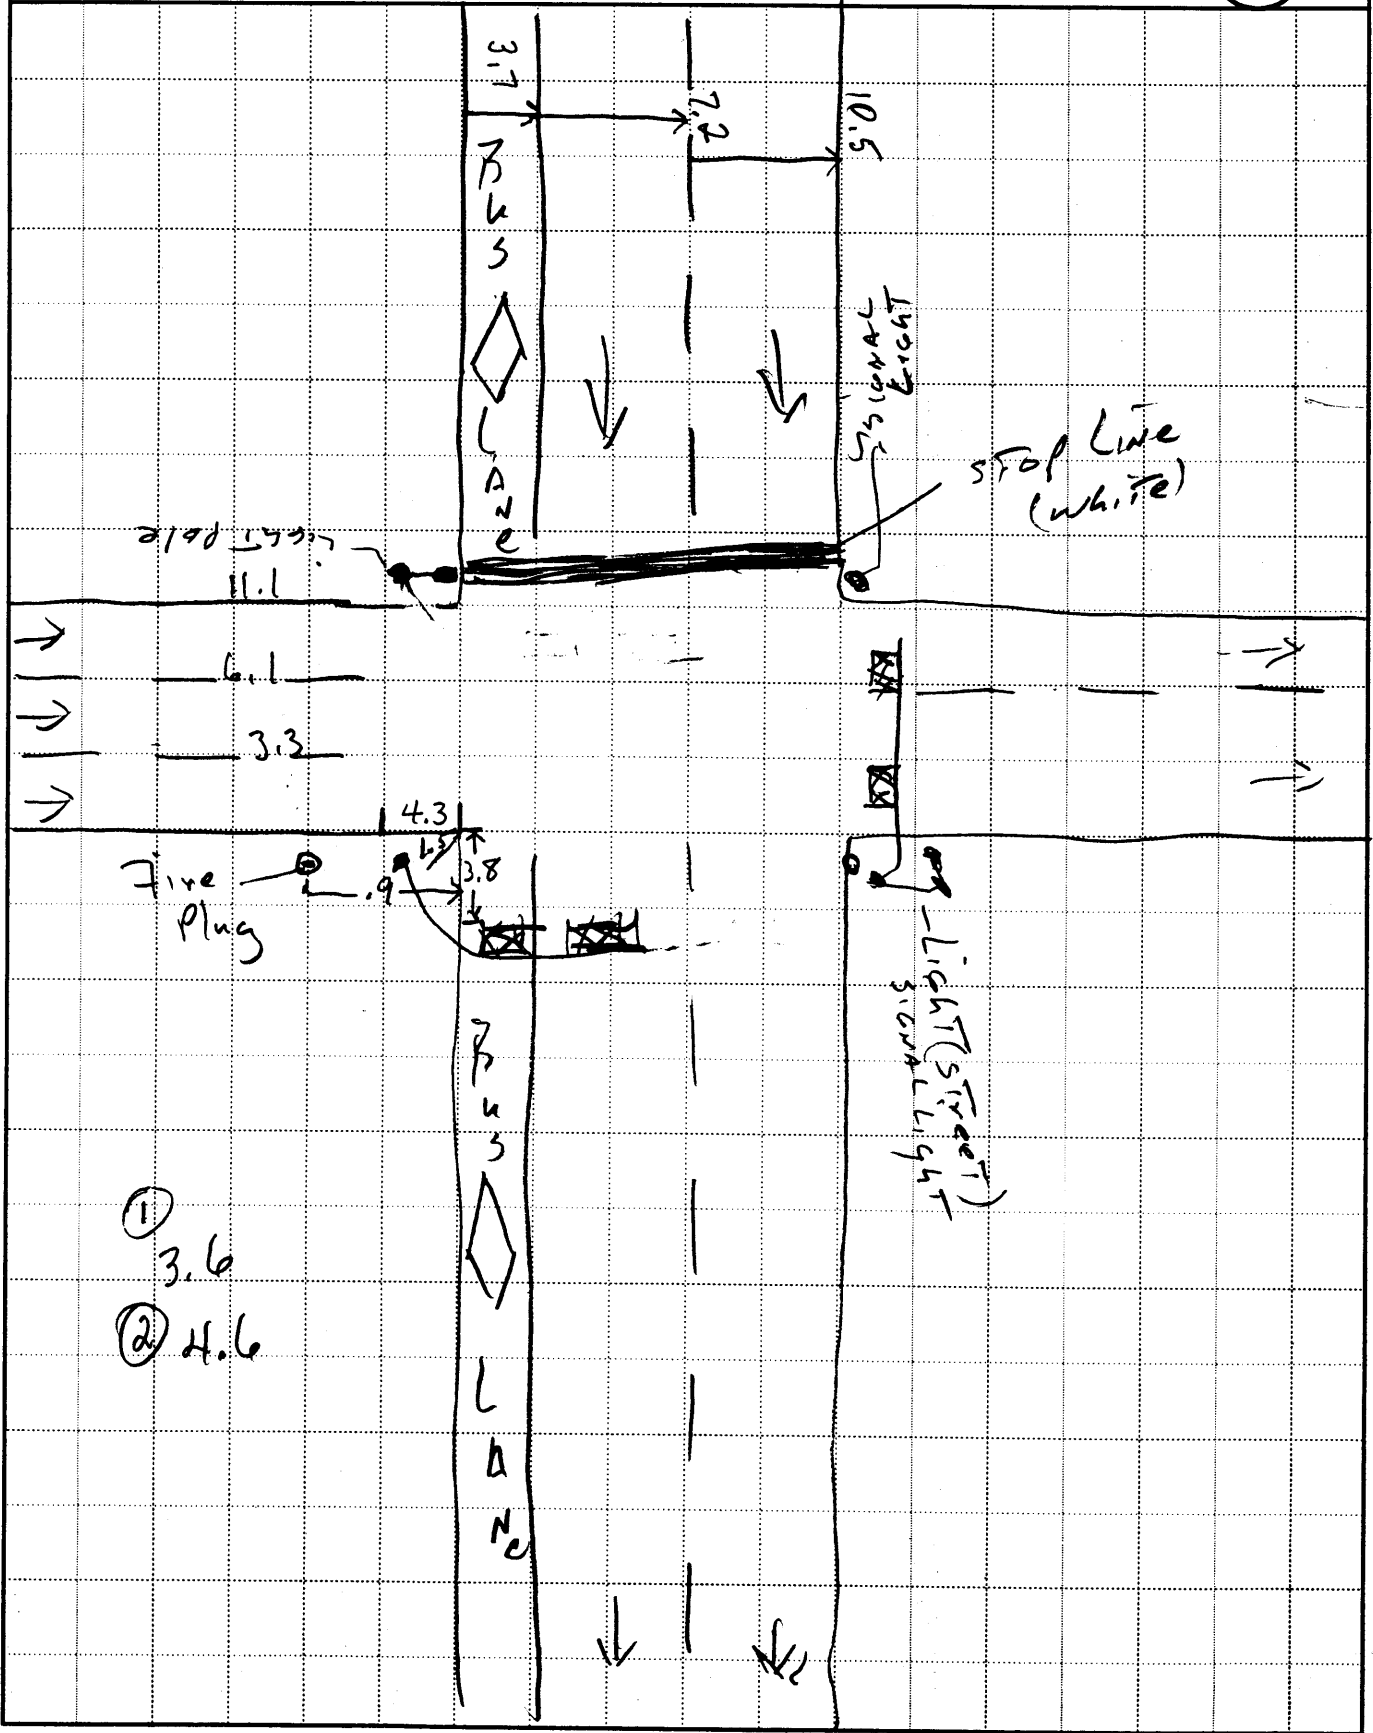 3.7
7.2
10.5
Bus
Lane
SIGNAL
LIGHT
STOP Line
(white)
Light pole
11.1
6.1
3.3
4.3
1.5
3.8
.9
Fire
Plug
Light (Street)
SIGNAL LIGHT
Bus
LANe
①
3.6
② 4.6